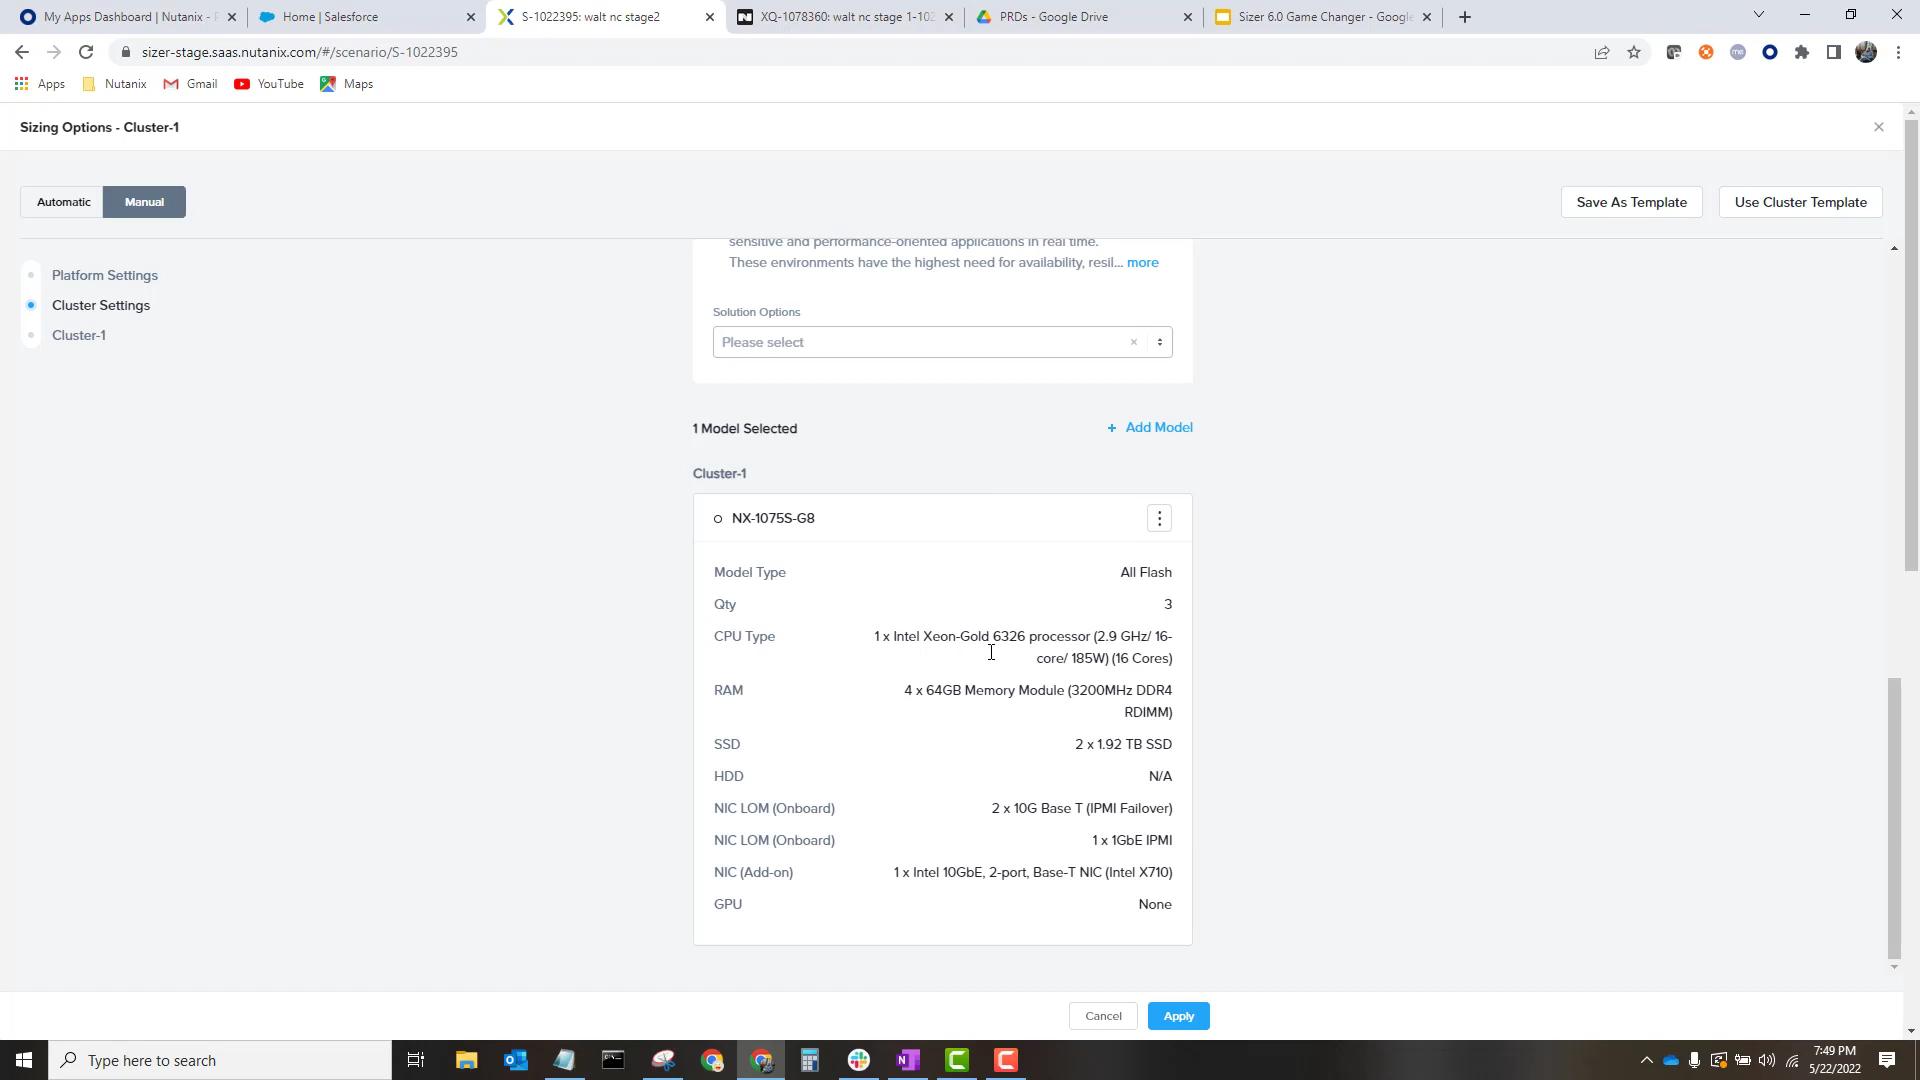 My Apps Dashboard | Nutanix -
Home | Salesforce
S-1022395: walt nc stage2
XQ-1078360: walt nc stage 1-102
PRDs - Google Drive
Sizer 6.0 Game Changer - Google
sizer-stage.saas.nutanix.com/#/scenario/S-1022395
Apps
Nutanix
Gmail
YouTube
Maps
Sizing Options - Cluster-1
Automatic
Manual
Save As Template
Use Cluster Template
Platform Settings
Cluster Settings
Cluster-1
sensitive and performance-oriented applications in real time.
These environments have the highest need for availability, resil... more
Solution Options
Please select
1 Model Selected
+ Add Model
Cluster-1
NX-1075S-G8
Model Type
All Flash
Qty
3
CPU Type
1 x Intel Xeon-Gold 6326 processor (2.9 GHz/ 16-
core/ 185W) (16 Cores)
RAM
4 x 64GB Memory Module (3200MHz DDR4
RDIMM)
SSD
2 x 1.92 TB SSD
HDD
N/A
NIC LOM (Onboard)
2 x 10G Base T (IPMI Failover)
NIC LOM (Onboard)
1 x 1GbE IPMI
NIC (Add-on)
1 x Intel 10GbE, 2-port, Base-T NIC (Intel X710)
GPU
None
Cancel
Apply
Type here to search
7:49 PM
5/22/2022